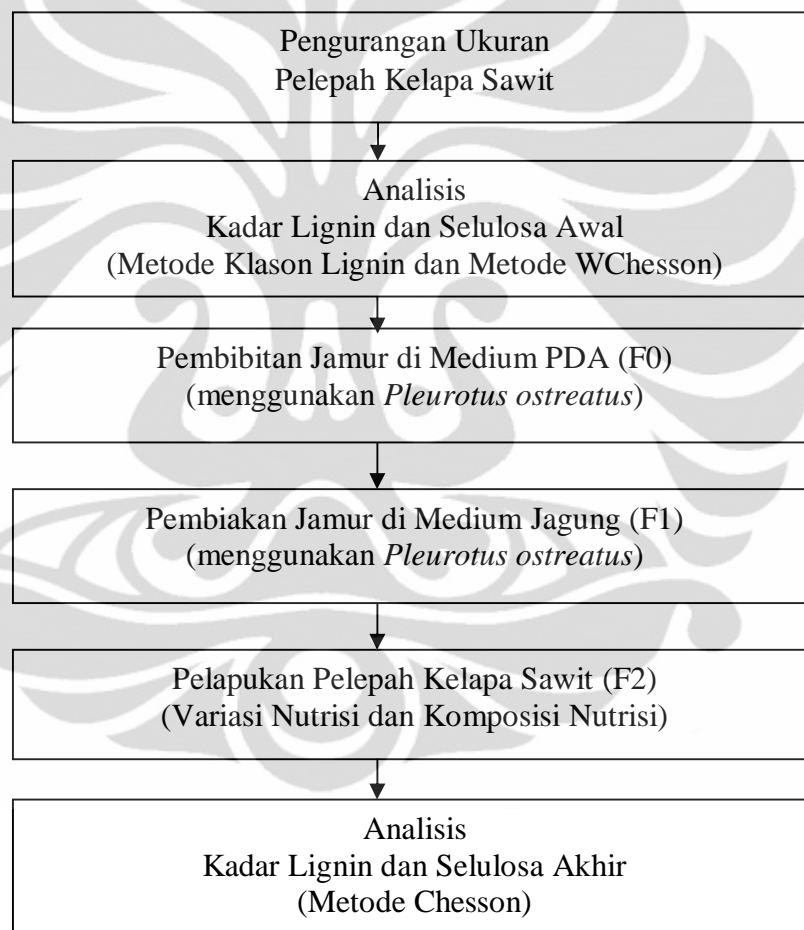 Pengurangan Ukuran
Pelepah Kelapa Sawit
Analisis
Kadar Lignin dan Selulosa Awal
(Metode Klason Lignin dan Metode WChesson)
Pembibitan Jamur di Medium PDA (F0)
(menggunakan Pleurotus ostreatus)
Pembiakan Jamur di Medium Jagung (F1)
(menggunakan Pleurotus ostreatus)
Pelapukan Pelepah Kelapa Sawit (F2)
(Variasi Nutrisi dan Komposisi Nutrisi)
Analisis
Kadar Lignin dan Selulosa Akhir
(Metode Chesson)